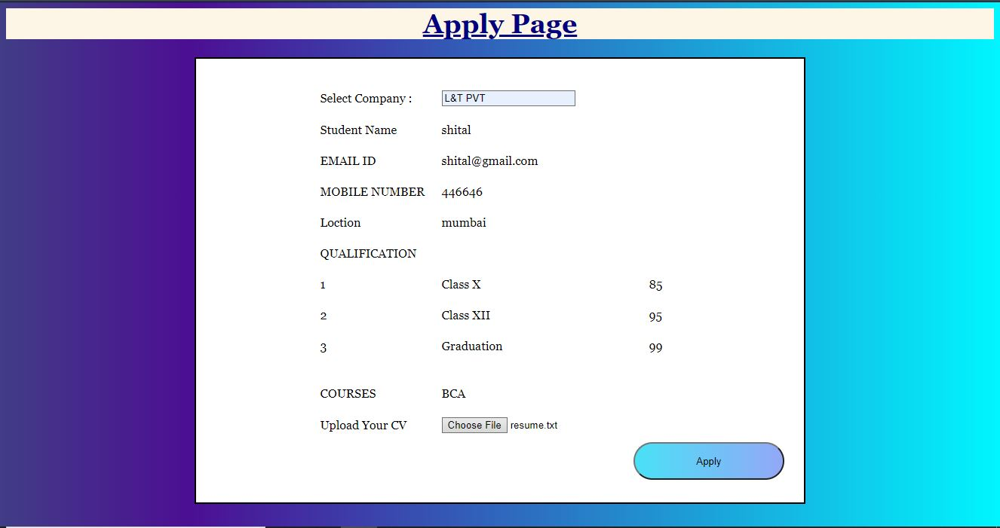 Apply Page
Select Company : L&T PVT
Student Name shital
EMAIL ID shital@gmail.com
MOBILE NUMBER 446646
Loction mumbai
QUALIFICATION
1 Class X 85
2 Class XII 95
3 Graduation 99
COURSES BCA
Upload Your CV Choose File resume.txt
Apply